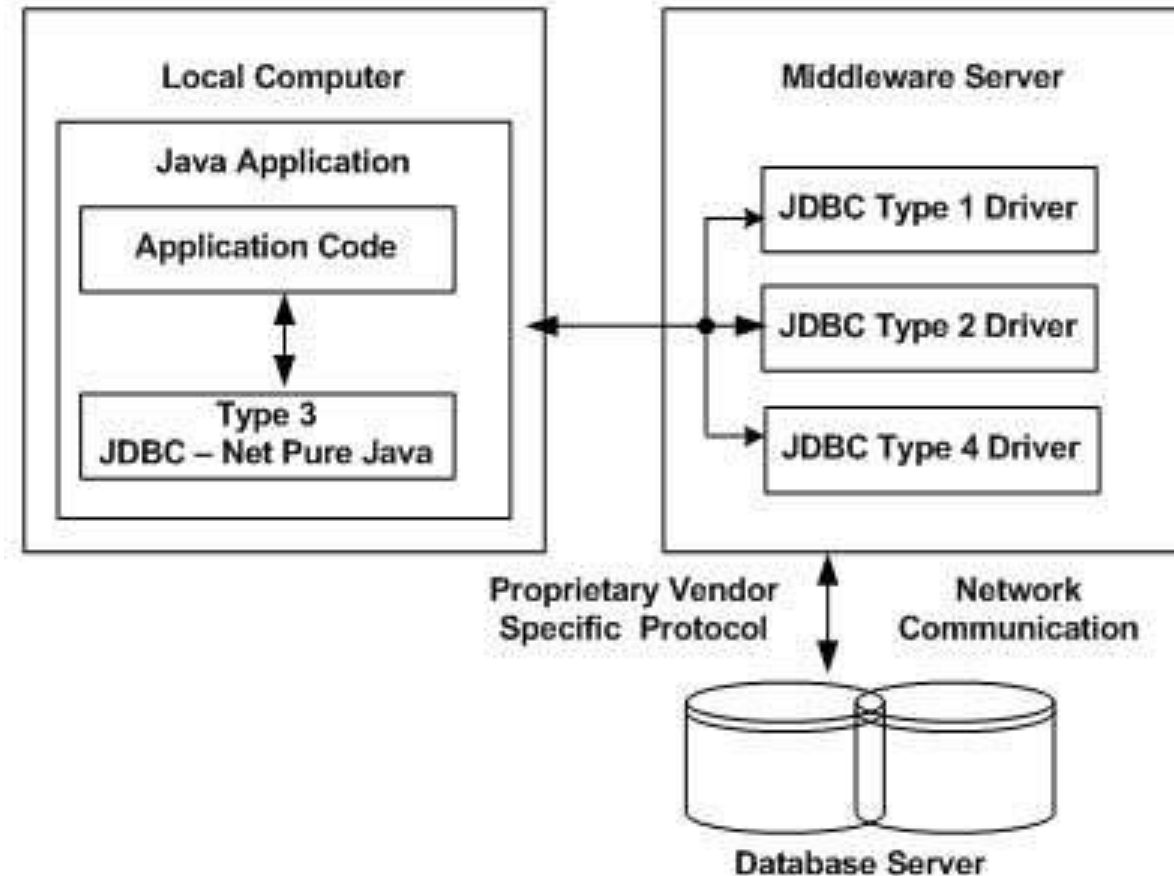 Local Computer
Java Application
Application Code
Type 3
JDBC – Net Pure Java
Middleware Server
JDBC Type 1 Driver
JDBC Type 2 Driver
JDBC Type 4 Driver
Proprietary Vendor
Specific Protocol
Network
Communication
Database Server